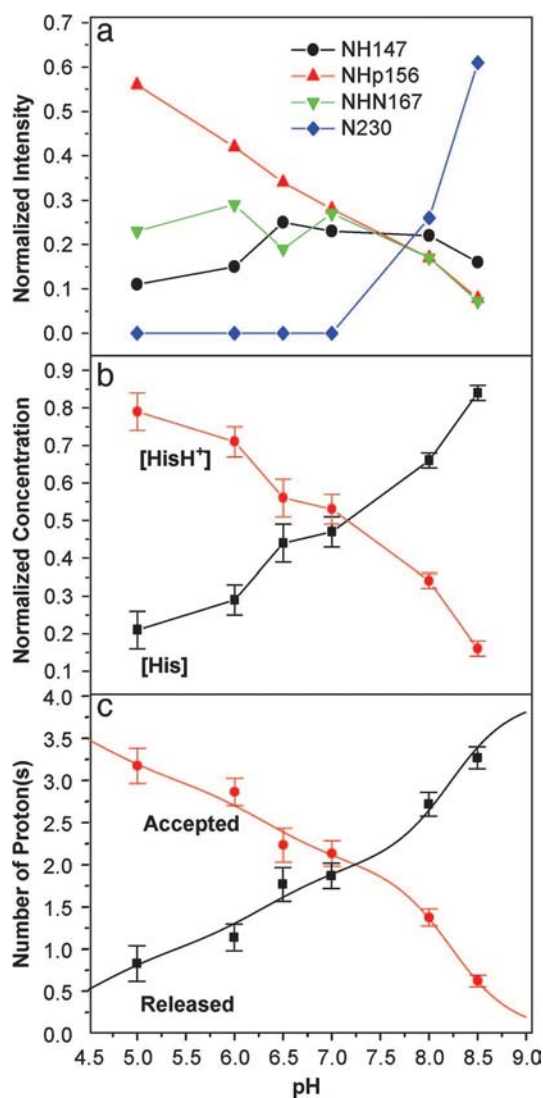 a
NH147
NHp156
NHN167
N230
Normalized Intensity
0.7
0.6
0.5
0.4
0.3
0.2
0.1
0.0
b
[HisH+]
[His]
Normalized Concentration
0.9
0.8
0.7
0.6
0.5
0.4
0.3
0.2
0.1
c
Accepted
Released
Number of Proton(s)
4.0
3.5
3.0
2.5
2.0
1.5
1.0
0.5
0.0
4.5 5.0 5.5 6.0 6.5 7.0 7.5 8.0 8.5 9.0
pH